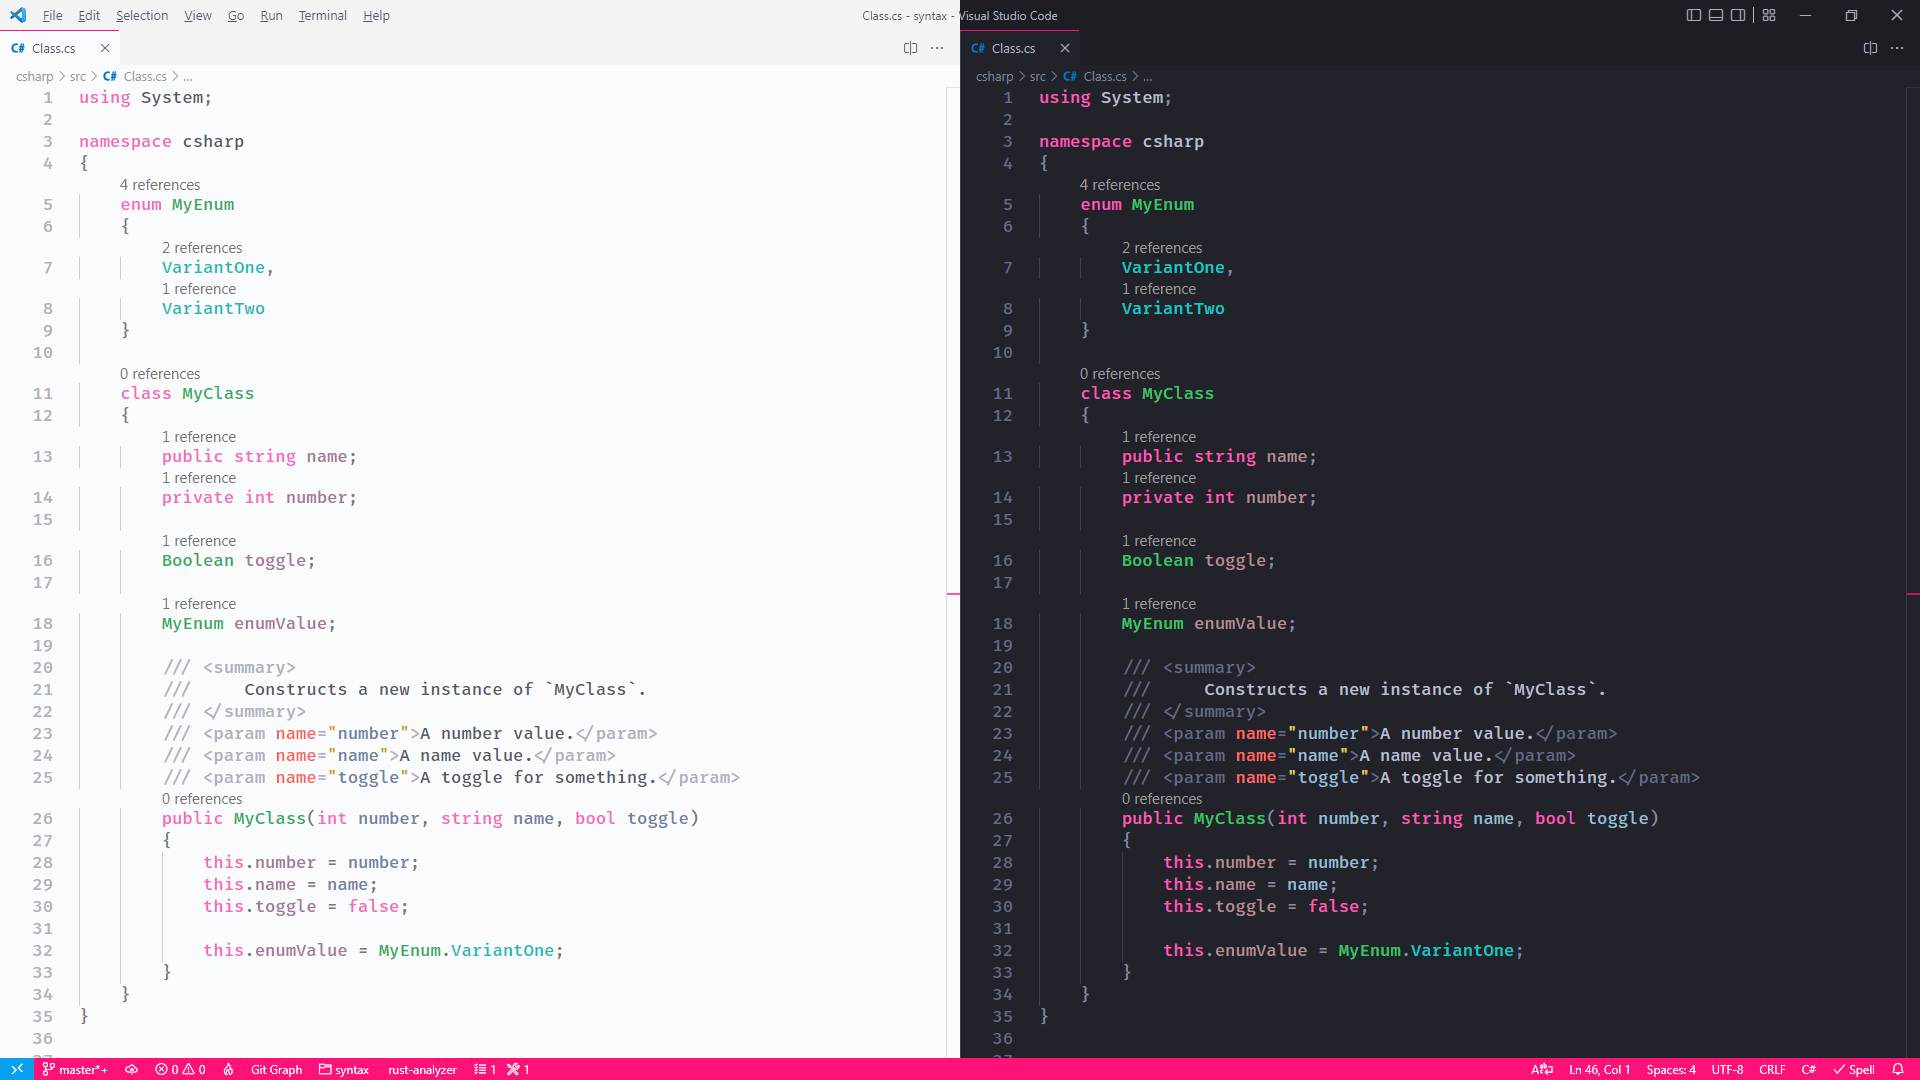 File Edit Selection View Go Run Terminal Help Class.cs - syntax - Visual Studio Code
C# Class.cs
csharp > src > C# Class.cs > ...
1 using System;
2
3 namespace csharp
4 {
4 references
5 enum MyEnum
6 {
2 references
7 VariantOne,
1 reference
8 VariantTwo
9 }
10
0 references
11 class MyClass
12 {
1 reference
13 public string name;
1 reference
14 private int number;
15
1 reference
16 Boolean toggle;
17
1 reference
18 MyEnum enumValue;
19
20 /// <summary>
21 ///     Constructs a new instance of `MyClass`.
22 /// </summary>
23 /// <param name="number">A number value.</param>
24 /// <param name="name">A name value.</param>
25 /// <param name="toggle">A toggle for something.</param>
0 references
26 public MyClass(int number, string name, bool toggle)
27 {
28 this.number = number;
29 this.name = name;
30 this.toggle = false;
31
32 this.enumValue = MyEnum.VariantOne;
33 }
34 }
35 }
36
C# Class.cs
csharp > src > C# Class.cs > ...
1 using System;
2
3 namespace csharp
4 {
4 references
5 enum MyEnum
6 {
2 references
7 VariantOne,
1 reference
8 VariantTwo
9 }
10
0 references
11 class MyClass
12 {
1 reference
13 public string name;
1 reference
14 private int number;
15
1 reference
16 Boolean toggle;
17
1 reference
18 MyEnum enumValue;
19
20 /// <summary>
21 ///     Constructs a new instance of `MyClass`.
22 /// </summary>
23 /// <param name="number">A number value.</param>
24 /// <param name="name">A name value.</param>
25 /// <param name="toggle">A toggle for something.</param>
0 references
26 public MyClass(int number, string name, bool toggle)
27 {
28 this.number = number;
29 this.name = name;
30 this.toggle = false;
31
32 this.enumValue = MyEnum.VariantOne;
33 }
34 }
35 }
36
master*+ 0 0 Git Graph syntax rust-analyzer 1 1 Ln 46, Col 1 Spaces: 4 UTF-8 CRLF C# Spell